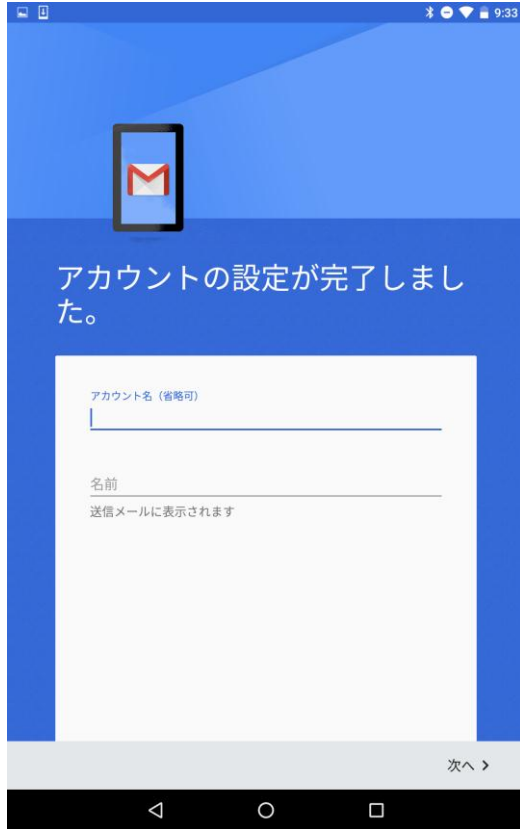 9:33
アカウントの設定が完了しまし
た。
アカウント名（省略可）
名前
送信メールに表示されます
次へ